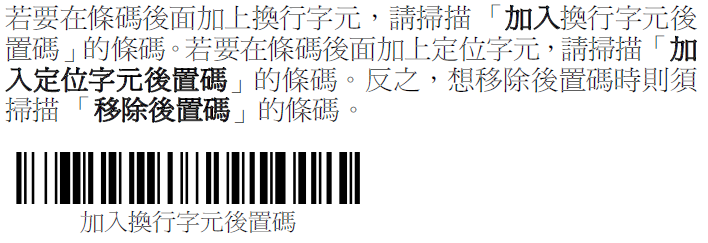 若要在條碼後面加上換行字元，請掃描「加入換行字元後
置碼」的條碼。若要在條碼後面加上定位字元，請掃描「加
入定位字元後置碼」的條碼。反之，想移除後置碼時則須
掃描「移除後置碼」的條碼。
加入換行字元後置碼